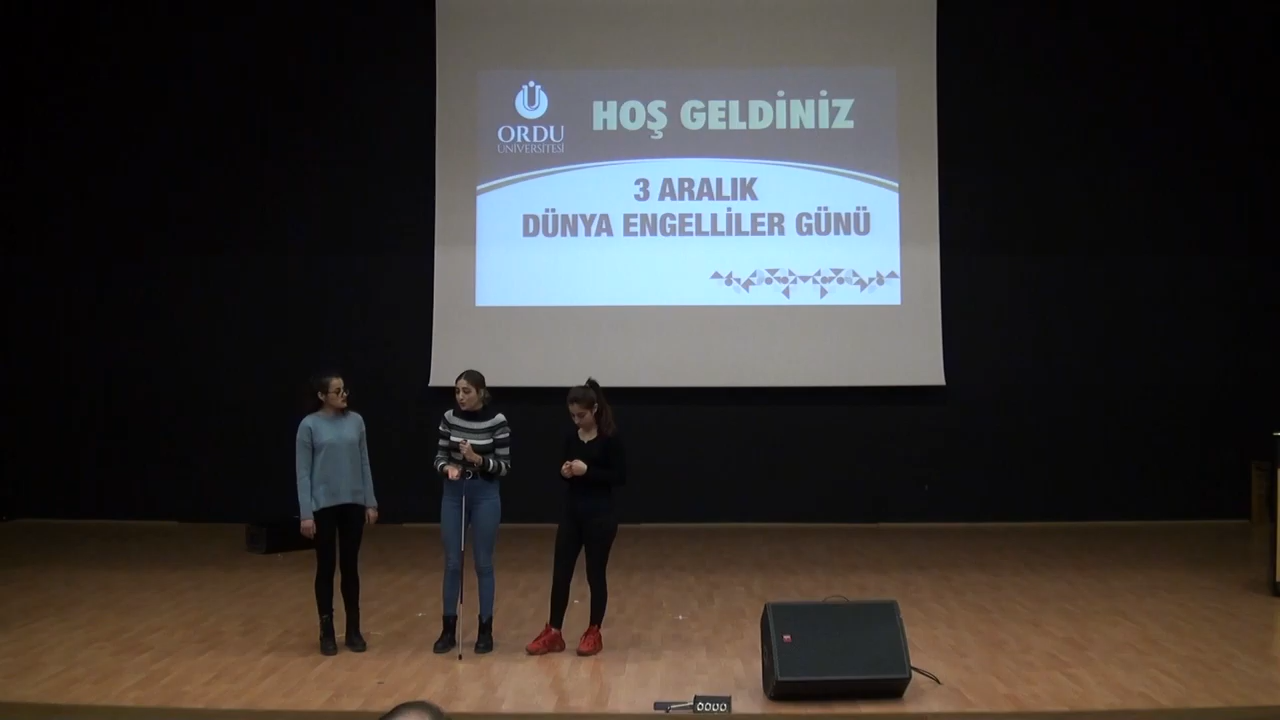 HOŞ GELDİNİZ
ORDU
ÜNİVERSİTESİ
3 ARALIK
DÜNYA ENGELLİLER GÜNÜ